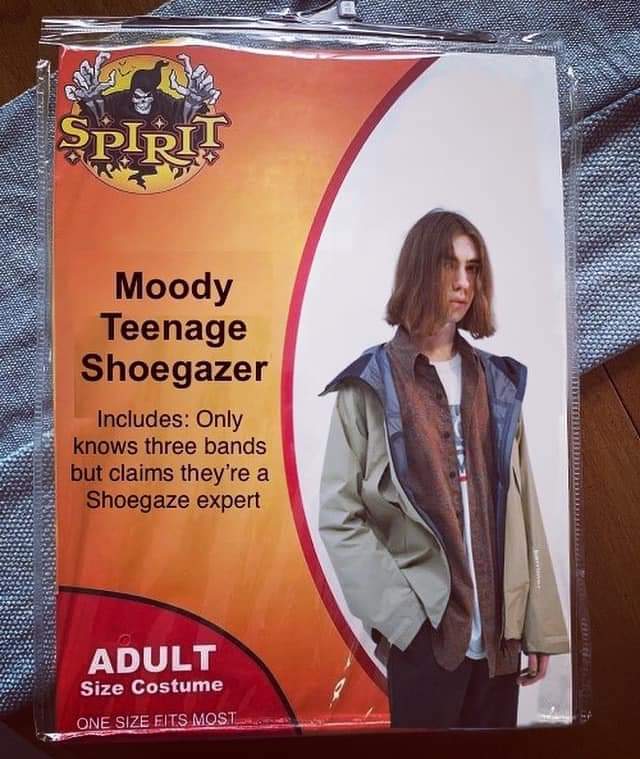 SPIRIT
Moody
Teenage
Shoegazer
Includes: Only
knows three bands
but claims they're a
Shoegaze expert
ADULT
Size Costume
ONE SIZE FITS MOST